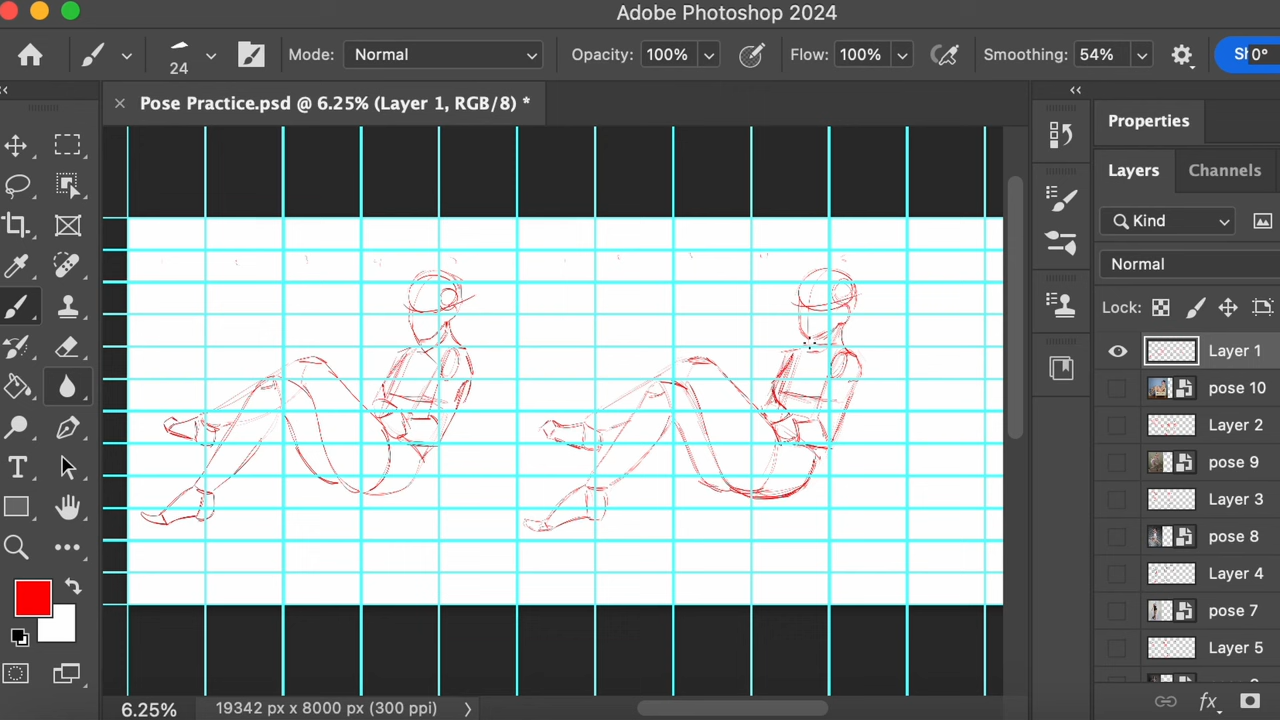 Adobe Photoshop 2024
24
Mode: Normal
Opacity: 100%
Flow: 100%
Smoothing: 54%
0°
Pose Practice.psd @ 6.25% (Layer 1, RGB/8) *
Properties
Layers
Channels
Kind
Normal
Lock:
Layer 1
pose 10
Layer 2
pose 9
Layer 3
pose 8
Layer 4
pose 7
Layer 5
fx
6.25%
19342 px x 8000 px (300 ppi)